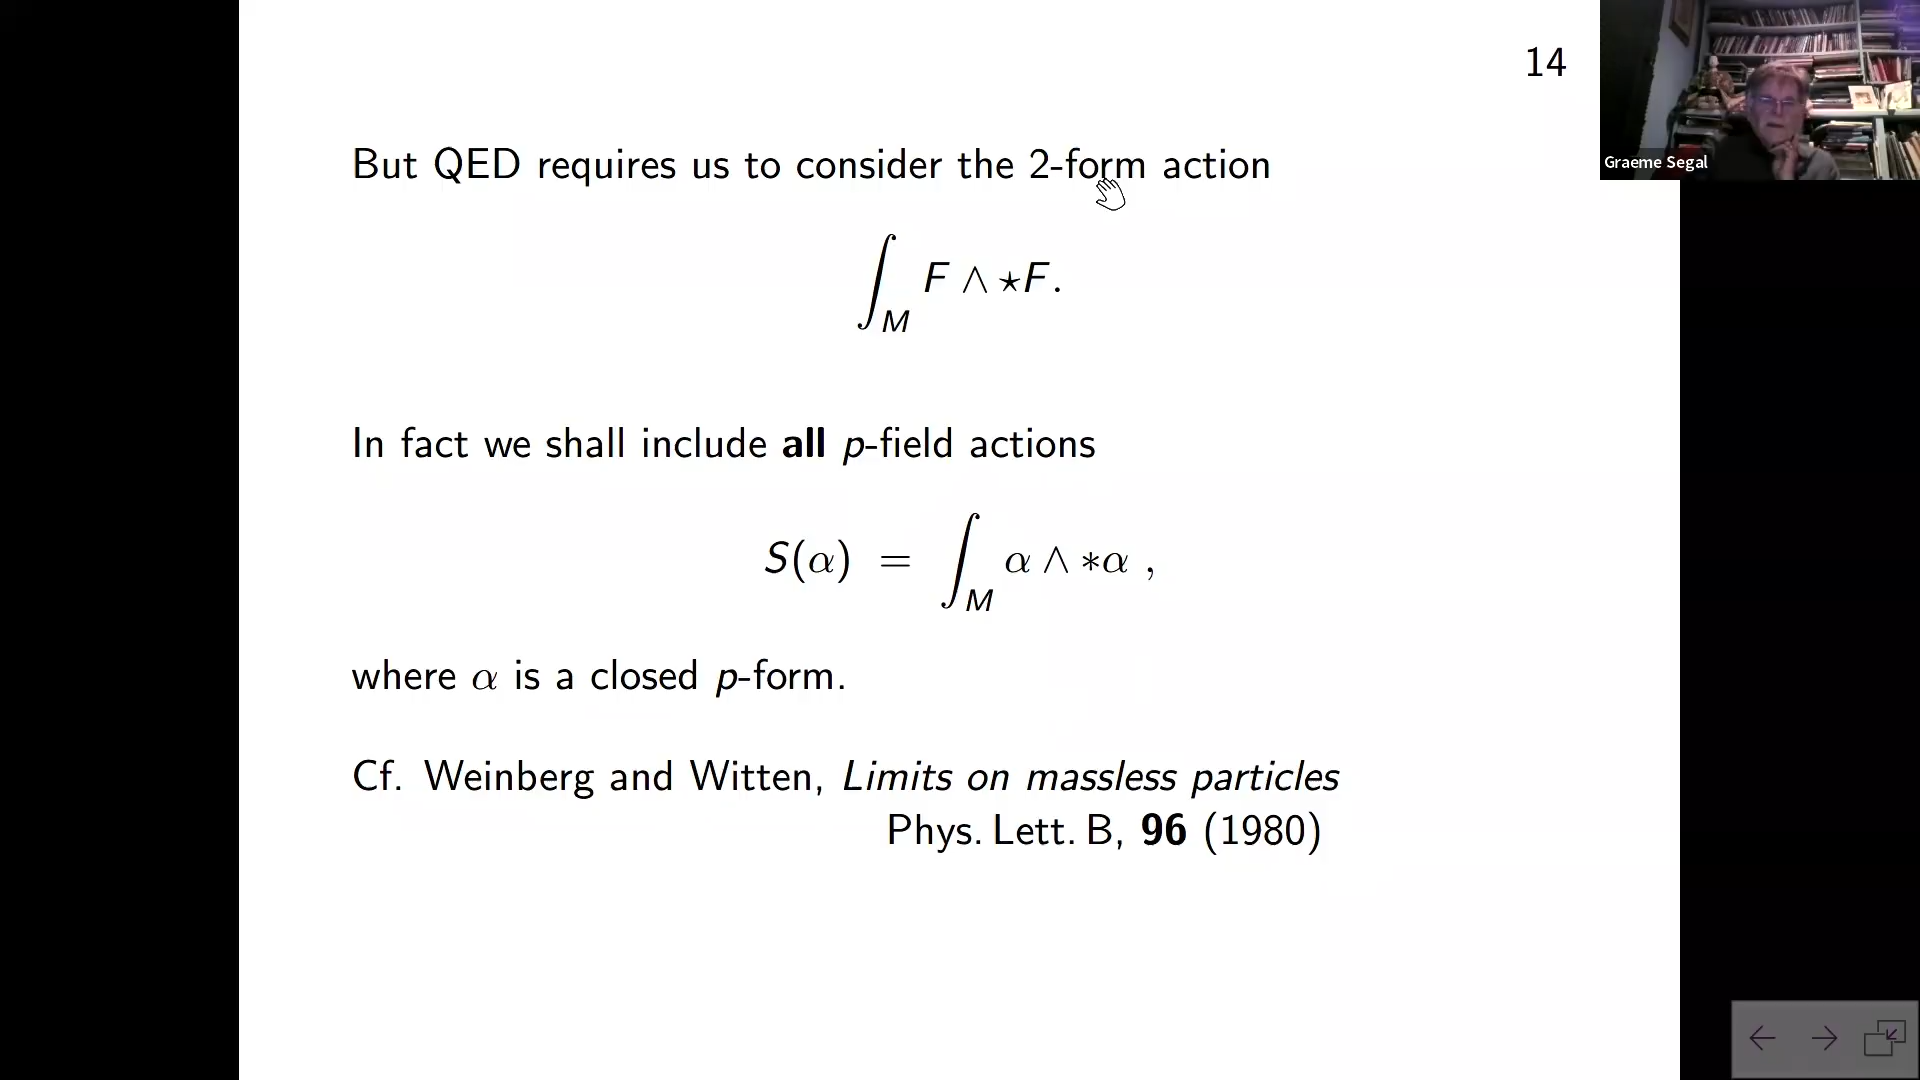 14
But QED requires us to consider the 2-form action
∫_M F ∧ ⋆F.
In fact we shall include all p-field actions
S(α) = ∫_M α ∧ *α ,
where α is a closed p-form.
Cf. Weinberg and Witten, Limits on massless particles
Phys. Lett. B, 96 (1980)
Graeme Segal